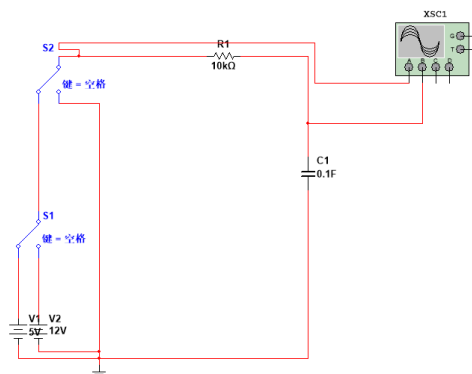 XSC1
G
T
A B C D
S2
R1
10kΩ
键 = 空格
C1
0.1F
S1
键 = 空格
V1 V2
5V 12V